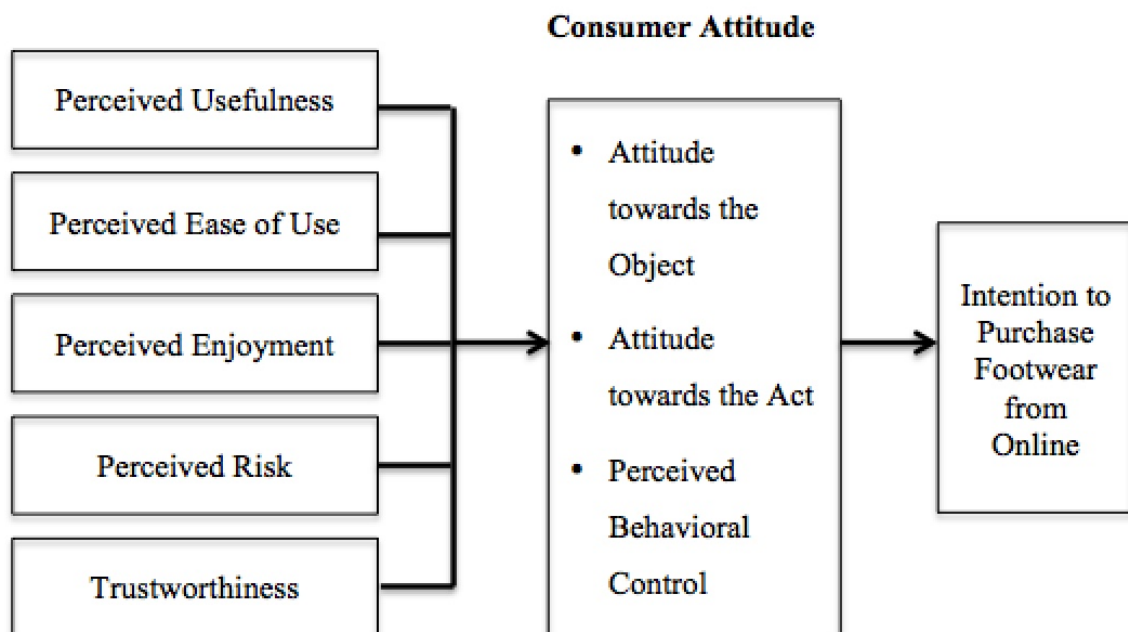 Consumer Attitude
Perceived Usefulness
Perceived Ease of Use
Perceived Enjoyment
Perceived Risk
Trustworthiness
• Attitude
towards the
Object
• Attitude
towards the Act
• Perceived
Behavioral
Control
Intention to
Purchase
Footwear
from
Online